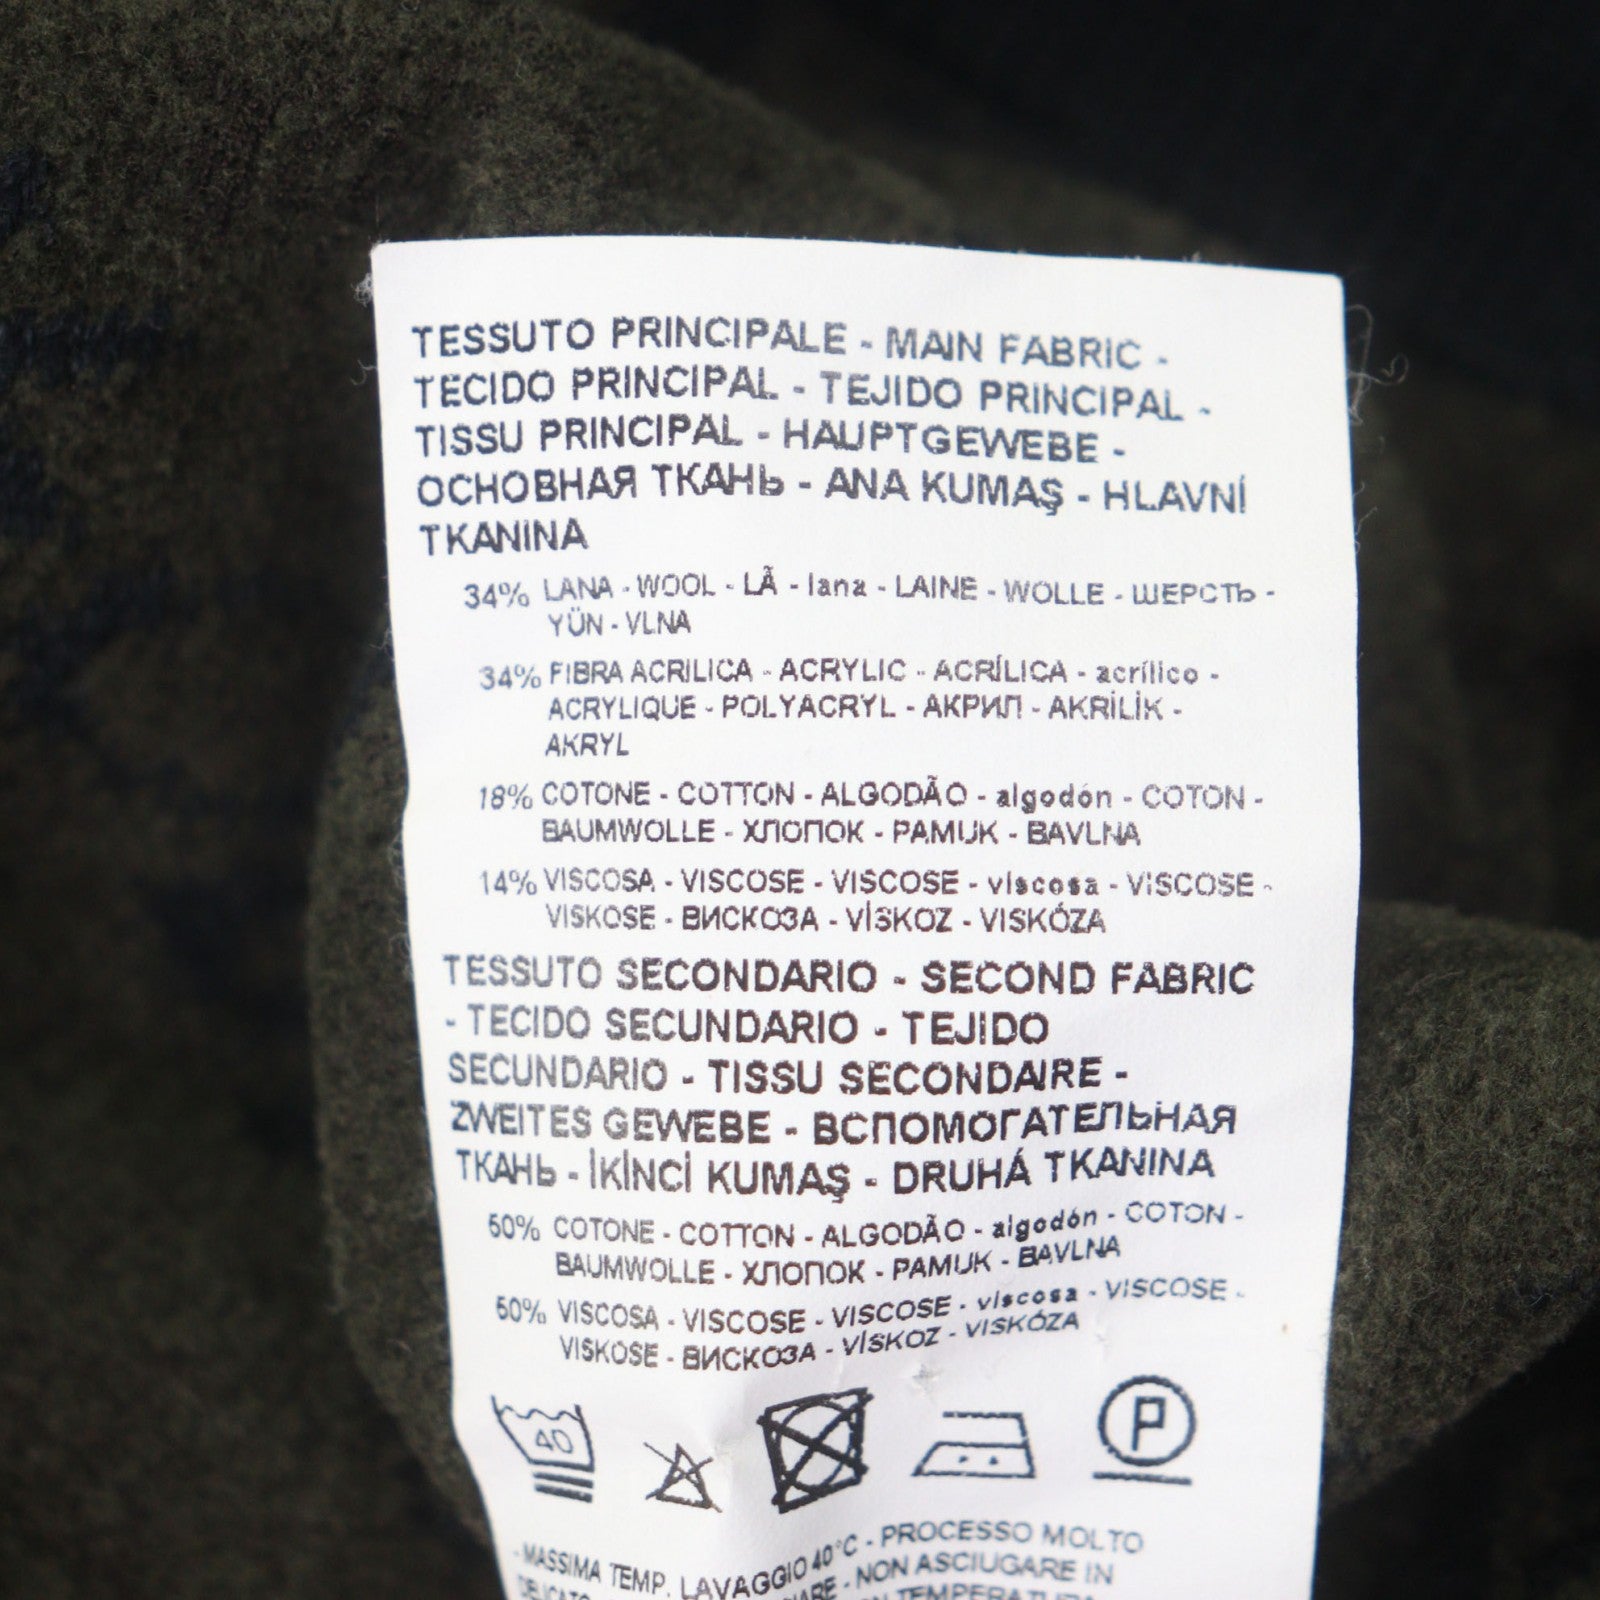 TESSUTO PRINCIPALE - MAIN FABRIC -
TECIDO PRINCIPAL - TEJIDO PRINCIPAL -
TISSU PRINCIPAL - HAUPTGEWEBE -
ОСНОВНАЯ ТКАНЬ - ANA KUMAŞ - HLAVNÍ
TKANINA
34% LANA - WOOL - LÃ - lana - LAINE - WOLLE - ШЕРСТЬ -
YÜN - VLNA
34% FIBRA ACRILICA - ACRYLIC - ACRÍLICA - acrílico -
ACRYLIQUE - POLYACRYL - АКРИЛ - AKRİLİK -
AKRYL
18% COTONE - COTTON - ALGODÃO - algodón - COTON -
BAUMWOLLE - ХЛОПОК - PAMUK - BAVLNA
14% VISCOSA - VISCOSE - VISCOSE - viscosa - VISCOSE -
VISKOSE - ВИСКОЗА - VİSKOZ - VISKÓZA
TESSUTO SECONDARIO - SECOND FABRIC
- TECIDO SECUNDARIO - TEJIDO
SECUNDARIO - TISSU SECONDAIRE -
ZWEITES GEWEBE - ВСПОМОГАТЕЛЬНАЯ
ТКАНЬ - İKİNCİ KUMAŞ - DRUHÁ TKANINA
50% COTONE - COTTON - ALGODÃO - algodón - COTON -
BAUMWOLLE - ХЛОПОК - PAMUK - BAVLNA
50% VISCOSA - VISCOSE - VISCOSE - viscosa - VISCOSE -
VISKOSE - ВИСКОЗА - VİSKOZ - VISKÓZA
40 P
- MASSIMA TEMP. LAVAGGIO 40°C - PROCESSO MOLTO
DELICATO - NON ASCIUGARE IN
TEMPERATURA